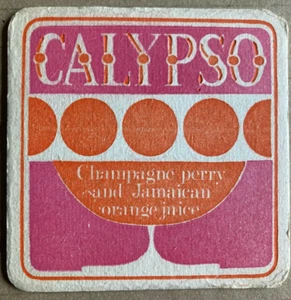 CALYPSO
Champagne perry
and Jamaican
orange juice